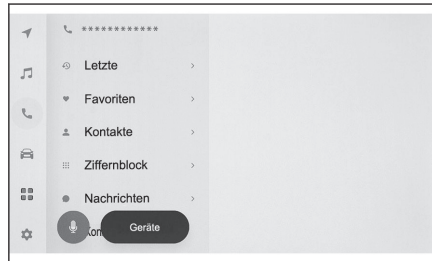 ************
Letzte
Favoriten
Kontakte
Ziffernblock
Nachrichten
Geräte